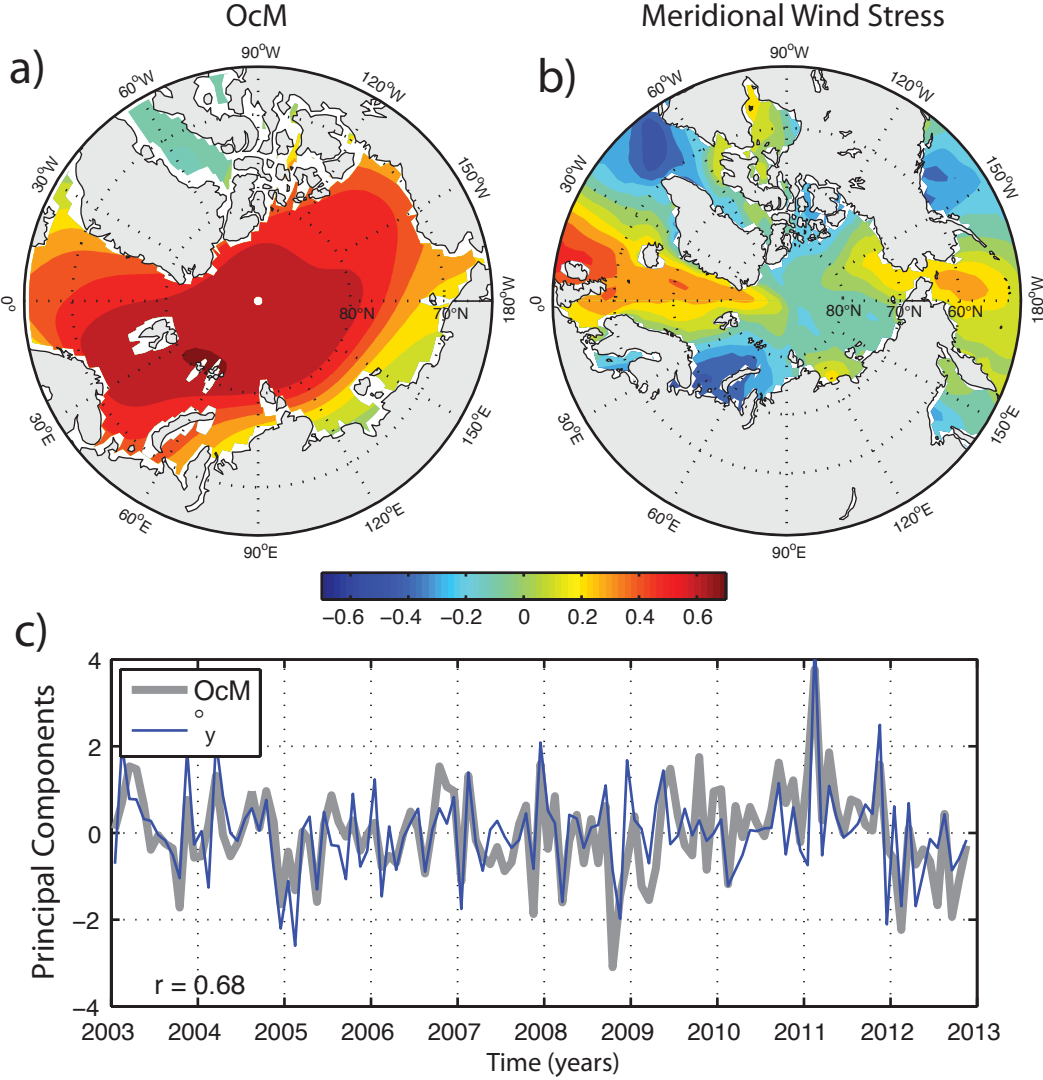 OcM
Meridional Wind Stress
a)
b)
90°W
60°W
120°W
30°W
150°W
0°
80°N
70°N
180°W
30°E
150°E
60°E
120°E
90°E
90°W
60°W
120°W
30°W
150°W
0°
80°N
70°N
60°N
180°W
30°E
150°E
60°E
120°E
90°E
−0.6 −0.4 −0.2 0 0.2 0.4 0.6
c)
Principal Components
4
2
0
−2
−4
OcM
° y
r = 0.68
2003 2004 2005 2006 2007 2008 2009 2010 2011 2012 2013
Time (years)